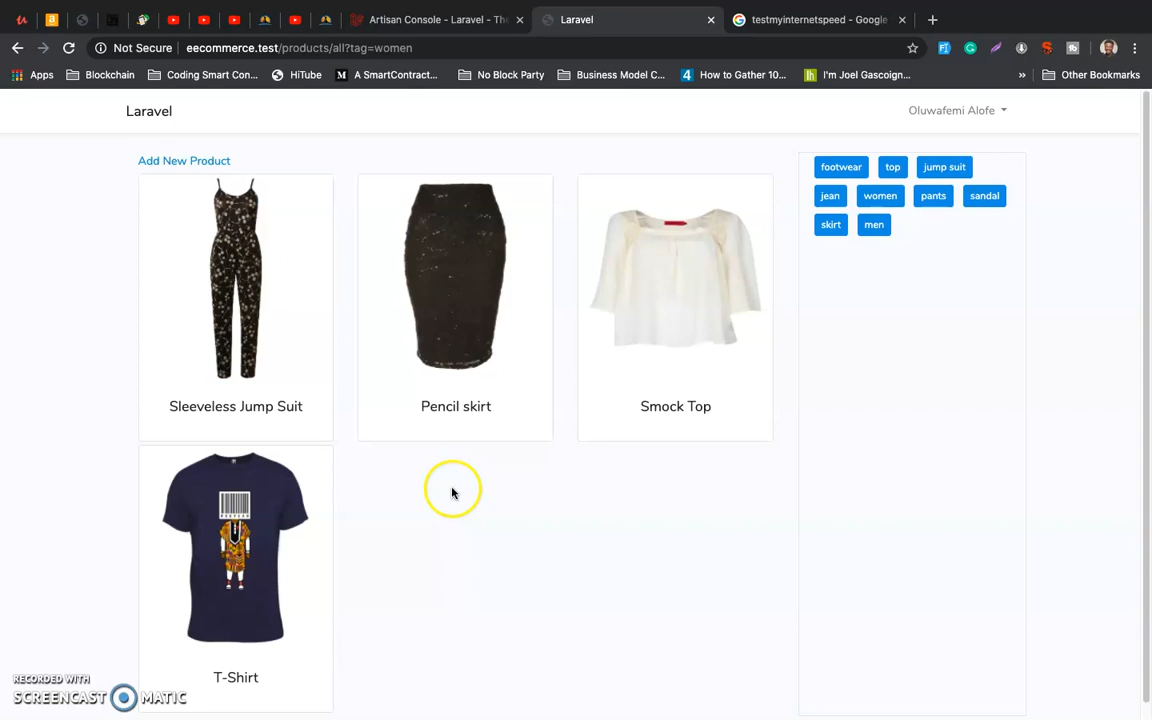 Artisan Console - Laravel - The
Laravel
testmyinternetspeed - Google
Not Secure
eecommerce.test/products/all?tag=women
Apps
Blockchain
Coding Smart Con...
HiTube
A SmartContract...
No Block Party
Business Model C...
How to Gather 10...
I'm Joel Gascoign...
»
Other Bookmarks
Laravel
Oluwafemi Alofe
Add New Product
footwear
top
jump suit
jean
women
pants
sandal
skirt
men
Sleeveless Jump Suit
Pencil skirt
Smock Top
T-Shirt
RECORDED WITH
SCREENCAST MATIC